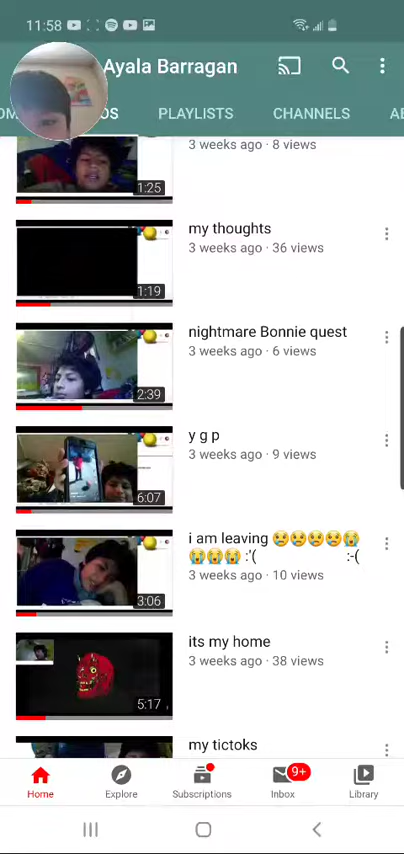 11:58
Ayala Barragan
OS PLAYLISTS CHANNELS
3 weeks ago · 8 views
1:25
my thoughts
3 weeks ago · 36 views
1:19
nightmare Bonnie quest
3 weeks ago · 6 views
2:39
y g p
3 weeks ago · 9 views
6:07
i am leaving 😢😢😢😢😭
😭😭😭 :'( :-(
3 weeks ago · 10 views
3:06
its my home
3 weeks ago · 38 views
5:17
my tictoks
9+
Home Explore Subscriptions Inbox Library